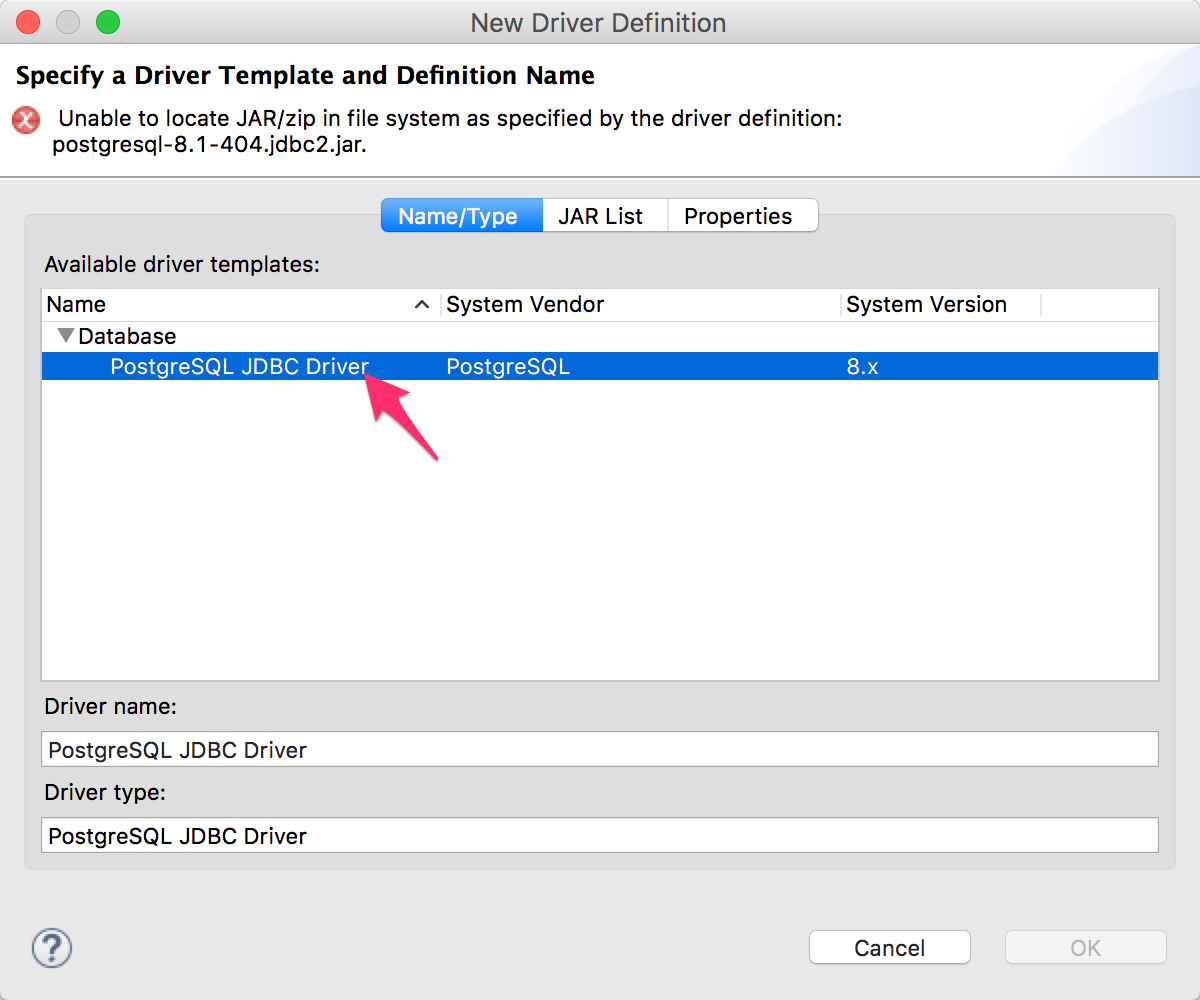 New Driver Definition
Specify a Driver Template and Definition Name
Unable to locate JAR/zip in file system as specified by the driver definition:
postgresql-8.1-404.jdbc2.jar.
Name/Type JAR List Properties
Available driver templates:
Name System Vendor System Version
Database
PostgreSQL JDBC Driver PostgreSQL 8.x
Driver name:
PostgreSQL JDBC Driver
Driver type:
PostgreSQL JDBC Driver
? Cancel OK